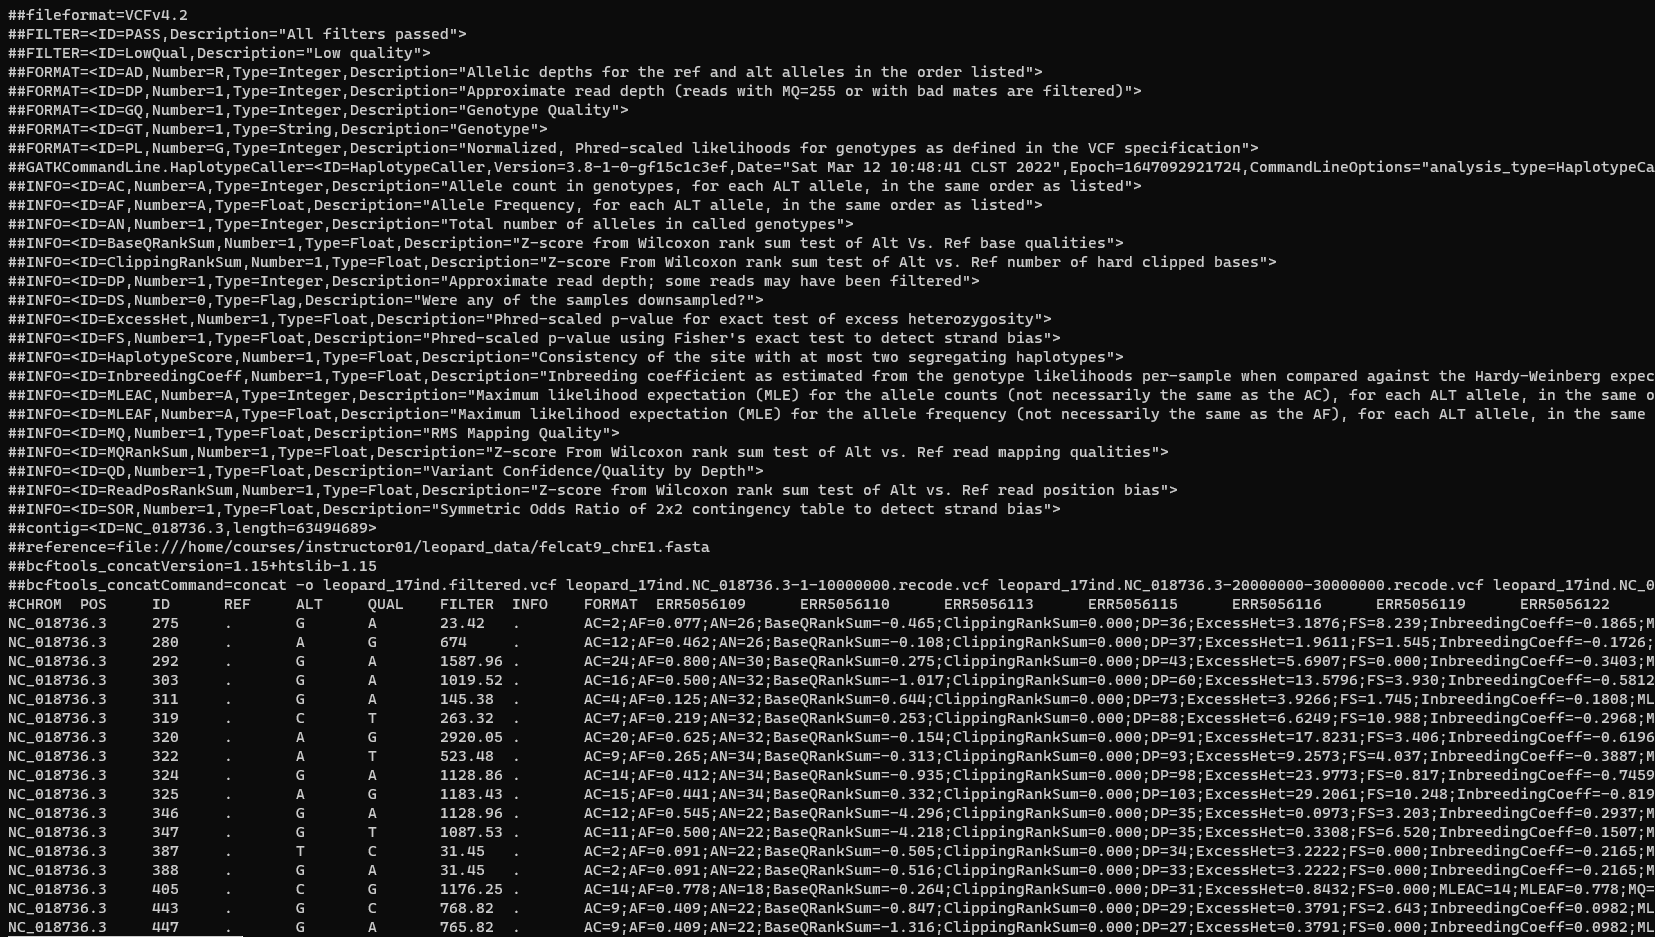 ##fileformat=VCFv4.2
##FILTER=<ID=PASS,Description="All filters passed">
##FILTER=<ID=LowQual,Description="Low quality">
##FORMAT=<ID=AD,Number=R,Type=Integer,Description="Allelic depths for the ref and alt alleles in the order listed">
##FORMAT=<ID=DP,Number=1,Type=Integer,Description="Approximate read depth (reads with MQ=255 or with bad mates are filtered)">
##FORMAT=<ID=GQ,Number=1,Type=Integer,Description="Genotype Quality">
##FORMAT=<ID=GT,Number=1,Type=String,Description="Genotype">
##FORMAT=<ID=PL,Number=G,Type=Integer,Description="Normalized, Phred-scaled likelihoods for genotypes as defined in the VCF specification">
##GATKCommandLine.HaplotypeCaller=<ID=HaplotypeCaller,Version=3.8-1-0-gf15c1c3ef,Date="Sat Mar 12 10:48:41 CLST 2022",Epoch=1647092921724,CommandLineOptions="analysis_type=HaplotypeCa
##INFO=<ID=AC,Number=A,Type=Integer,Description="Allele count in genotypes, for each ALT allele, in the same order as listed">
##INFO=<ID=AF,Number=A,Type=Float,Description="Allele Frequency, for each ALT allele, in the same order as listed">
##INFO=<ID=AN,Number=1,Type=Integer,Description="Total number of alleles in called genotypes">
##INFO=<ID=BaseQRankSum,Number=1,Type=Float,Description="Z-score from Wilcoxon rank sum test of Alt Vs. Ref base qualities">
##INFO=<ID=ClippingRankSum,Number=1,Type=Float,Description="Z-score From Wilcoxon rank sum test of Alt vs. Ref number of hard clipped bases">
##INFO=<ID=DP,Number=1,Type=Integer,Description="Approximate read depth; some reads may have been filtered">
##INFO=<ID=DS,Number=0,Type=Flag,Description="Were any of the samples downsampled?">
##INFO=<ID=ExcessHet,Number=1,Type=Float,Description="Phred-scaled p-value for exact test of excess heterozygosity">
##INFO=<ID=FS,Number=1,Type=Float,Description="Phred-scaled p-value using Fisher's exact test to detect strand bias">
##INFO=<ID=HaplotypeScore,Number=1,Type=Float,Description="Consistency of the site with at most two segregating haplotypes">
##INFO=<ID=InbreedingCoeff,Number=1,Type=Float,Description="Inbreeding coefficient as estimated from the genotype likelihoods per-sample when compared against the Hardy-Weinberg expec
##INFO=<ID=MLEAC,Number=A,Type=Integer,Description="Maximum likelihood expectation (MLE) for the allele counts (not necessarily the same as the AC), for each ALT allele, in the same o
##INFO=<ID=MLEAF,Number=A,Type=Float,Description="Maximum likelihood expectation (MLE) for the allele frequency (not necessarily the same as the AF), for each ALT allele, in the same
##INFO=<ID=MQ,Number=1,Type=Float,Description="RMS Mapping Quality">
##INFO=<ID=MQRankSum,Number=1,Type=Float,Description="Z-score From Wilcoxon rank sum test of Alt vs. Ref read mapping qualities">
##INFO=<ID=QD,Number=1,Type=Float,Description="Variant Confidence/Quality by Depth">
##INFO=<ID=ReadPosRankSum,Number=1,Type=Float,Description="Z-score from Wilcoxon rank sum test of Alt vs. Ref read position bias">
##INFO=<ID=SOR,Number=1,Type=Float,Description="Symmetric Odds Ratio of 2x2 contingency table to detect strand bias">
##contig=<ID=NC_018736.3,length=63494689>
##reference=file:///home/courses/instructor01/leopard_data/felcat9_chrE1.fasta
##bcftools_concatVersion=1.15+htslib-1.15
##bcftools_concatCommand=concat -o leopard_17ind.filtered.vcf leopard_17ind.NC_018736.3-1-10000000.recode.vcf leopard_17ind.NC_018736.3-20000000-30000000.recode.vcf leopard_17ind.NC_0
#CHROM POS ID REF ALT QUAL FILTER INFO FORMAT ERR5056109 ERR5056110 ERR5056113 ERR5056115 ERR5056116 ERR5056119 ERR5056122
NC_018736.3 275 . G A 23.42 . AC=2;AF=0.077;AN=26;BaseQRankSum=-0.465;ClippingRankSum=0.000;DP=36;ExcessHet=3.1876;FS=8.239;InbreedingCoeff=-0.1865;M
NC_018736.3 280 . A G 674 . AC=12;AF=0.462;AN=26;BaseQRankSum=-0.108;ClippingRankSum=0.000;DP=37;ExcessHet=1.9611;FS=1.545;InbreedingCoeff=-0.1726;
NC_018736.3 292 . G A 1587.96 . AC=24;AF=0.800;AN=30;BaseQRankSum=0.275;ClippingRankSum=0.000;DP=43;ExcessHet=5.6907;FS=0.000;InbreedingCoeff=-0.3403;M
NC_018736.3 303 . G A 1019.52 . AC=16;AF=0.500;AN=32;BaseQRankSum=-1.017;ClippingRankSum=0.000;DP=60;ExcessHet=13.5796;FS=3.930;InbreedingCoeff=-0.5812
NC_018736.3 311 . G A 145.38 . AC=4;AF=0.125;AN=32;BaseQRankSum=0.644;ClippingRankSum=0.000;DP=73;ExcessHet=3.9266;FS=1.745;InbreedingCoeff=-0.1808;ML
NC_018736.3 319 . C T 263.32 . AC=7;AF=0.219;AN=32;BaseQRankSum=0.253;ClippingRankSum=0.000;DP=88;ExcessHet=6.6249;FS=10.988;InbreedingCoeff=-0.2968;M
NC_018736.3 320 . A G 2920.05 . AC=20;AF=0.625;AN=32;BaseQRankSum=-0.154;ClippingRankSum=0.000;DP=91;ExcessHet=17.8231;FS=3.406;InbreedingCoeff=-0.6196
NC_018736.3 322 . A T 523.48 . AC=9;AF=0.265;AN=34;BaseQRankSum=-0.313;ClippingRankSum=0.000;DP=93;ExcessHet=9.2573;FS=4.037;InbreedingCoeff=-0.3887;M
NC_018736.3 324 . G A 1128.86 . AC=14;AF=0.412;AN=34;BaseQRankSum=-0.935;ClippingRankSum=0.000;DP=98;ExcessHet=23.9773;FS=0.817;InbreedingCoeff=-0.7459
NC_018736.3 325 . A G 1183.43 . AC=15;AF=0.441;AN=34;BaseQRankSum=0.332;ClippingRankSum=0.000;DP=103;ExcessHet=29.2061;FS=10.248;InbreedingCoeff=-0.819
NC_018736.3 346 . G A 1128.96 . AC=12;AF=0.545;AN=22;BaseQRankSum=-4.296;ClippingRankSum=0.000;DP=35;ExcessHet=0.0973;FS=3.203;InbreedingCoeff=0.2937;M
NC_018736.3 347 . G T 1087.53 . AC=11;AF=0.500;AN=22;BaseQRankSum=-4.218;ClippingRankSum=0.000;DP=35;ExcessHet=0.3308;FS=6.520;InbreedingCoeff=0.1507;M
NC_018736.3 387 . T C 31.45 . AC=2;AF=0.091;AN=22;BaseQRankSum=-0.505;ClippingRankSum=0.000;DP=34;ExcessHet=3.2222;FS=0.000;InbreedingCoeff=-0.2165;M
NC_018736.3 388 . G A 31.45 . AC=2;AF=0.091;AN=22;BaseQRankSum=-0.516;ClippingRankSum=0.000;DP=33;ExcessHet=3.2222;FS=0.000;InbreedingCoeff=-0.2165;M
NC_018736.3 405 . C G 1176.25 . AC=14;AF=0.778;AN=18;BaseQRankSum=-0.264;ClippingRankSum=0.000;DP=31;ExcessHet=0.8432;FS=0.000;MLEAC=14;MLEAF=0.778;MQ=
NC_018736.3 443 . G C 768.82 . AC=9;AF=0.409;AN=22;BaseQRankSum=-0.847;ClippingRankSum=0.000;DP=29;ExcessHet=0.3791;FS=2.643;InbreedingCoeff=0.0982;ML
NC_018736.3 447 . G A 765.82 . AC=9;AF=0.409;AN=22;BaseQRankSum=-1.316;ClippingRankSum=0.000;DP=27;ExcessHet=0.3791;FS=0.000;InbreedingCoeff=0.0982;ML